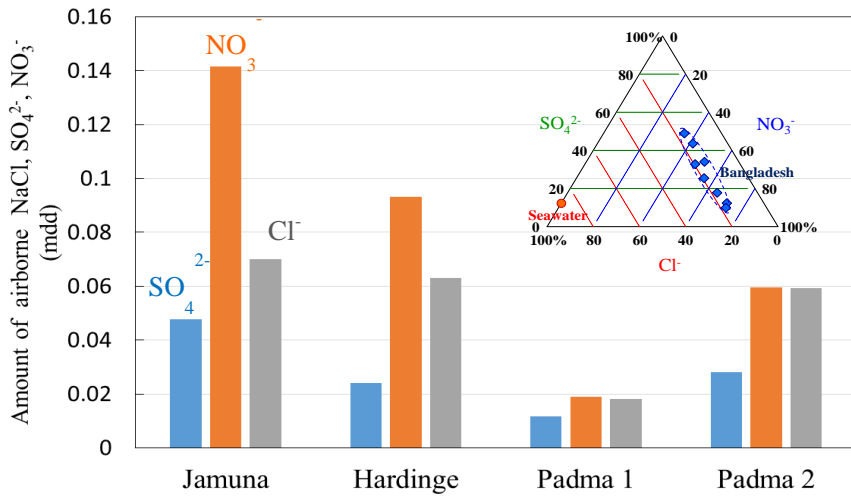 Amount of airborne NaCl, SO₄²⁻, NO₃⁻
(mdd)
0.16
0.14
0.12
0.1
0.08
0.06
0.04
0.02
0
NO₃⁻
SO₄²⁻
Cl⁻
Jamuna
Hardinge
Padma 1
Padma 2
100% 0
80 20
60 40
SO₄²⁻ NO₃⁻
40 60
Bangladesh
20 80
Seawater
0 100%
100% 80 60 40 20 0
Cl⁻